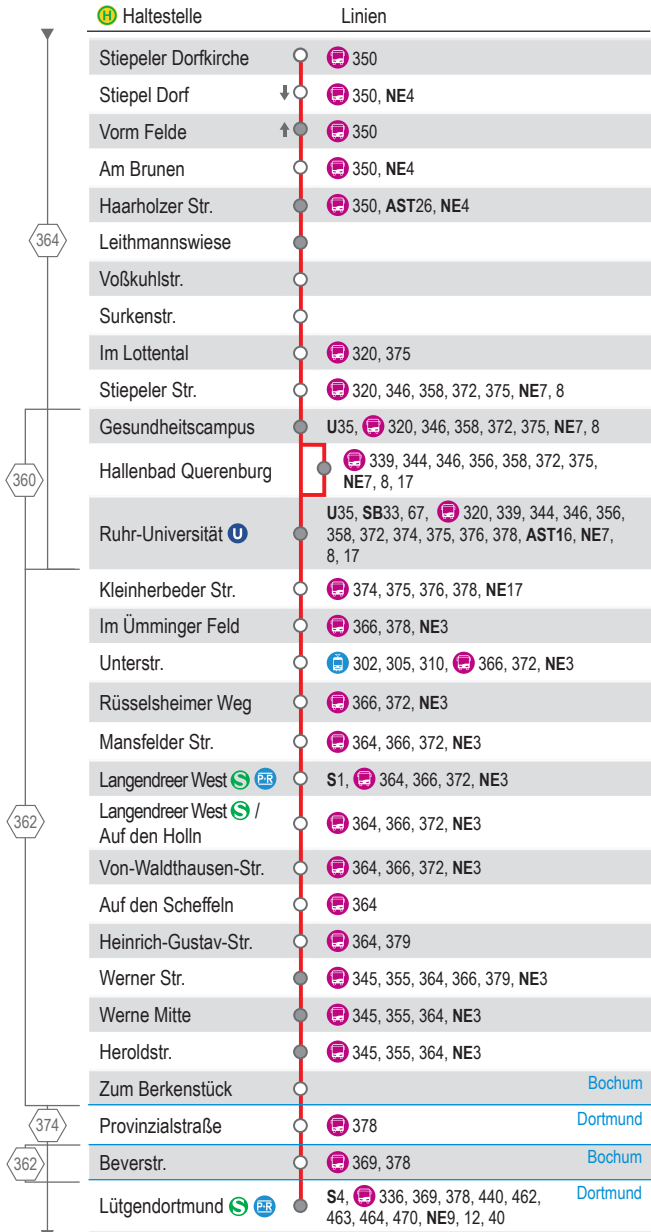 H Haltestelle Linien
Stiepeler Dorfkirche 350
Stiepel Dorf 350, NE4
Vorm Felde 350
Am Brunen 350, NE4
Haarholzer Str. 350, AST26, NE4
364
Leithmannswiese
Voßkuhlstr.
Surkenstr.
Im Lottental 320, 375
Stiepeler Str. 320, 346, 358, 372, 375, NE7, 8
Gesundheitscampus U35, 320, 346, 358, 372, 375, NE7, 8
360
Hallenbad Querenburg 339, 344, 346, 356, 358, 372, 375,
NE7, 8, 17
Ruhr-Universität U U35, SB33, 67, 320, 339, 344, 346, 356,
358, 372, 374, 375, 376, 378, AST16, NE7,
8, 17
Kleinherbeder Str. 374, 375, 376, 378, NE17
Im Ümminger Feld 366, 378, NE3
Unterstr. 302, 305, 310, 366, 372, NE3
Rüsselsheimer Weg 366, 372, NE3
Mansfelder Str. 364, 366, 372, NE3
Langendreer West S P+R S1, 364, 366, 372, NE3
362
Langendreer West S /
Auf den Holln 364, 366, 372, NE3
Von-Waldthausen-Str. 364, 366, 372, NE3
Auf den Scheffeln 364
Heinrich-Gustav-Str. 364, 379
Werner Str. 345, 355, 364, 366, 379, NE3
Werne Mitte 345, 355, 364, NE3
Heroldstr. 345, 355, 364, NE3
Zum Berkenstück Bochum
374 Provinzialstraße 378 Dortmund
362 Beverstr. 369, 378 Bochum
Lütgendortmund S P+R S4, 336, 369, 378, 440, 462, Dortmund
463, 464, 470, NE9, 12, 40